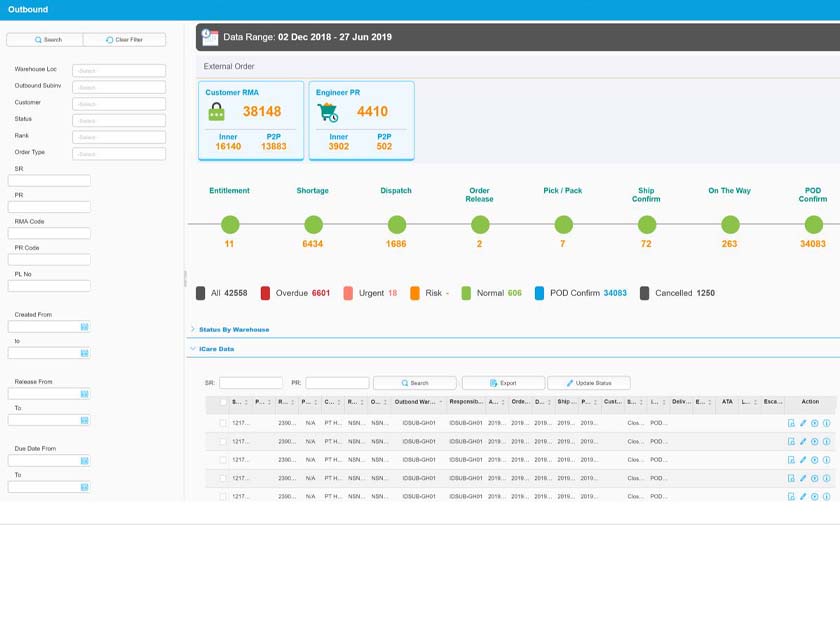 Outbound
Search Clear Filter
Warehouse Loc -Select-
Outbound Subinv -Select-
Customer -Select-
Status -Select-
Rank -Select-
Order Type -Select-
SR
PR
RMA Code
PR Code
PL No
Created From
to
Release From
To
Due Date From
To
Data Range: 02 Dec 2018 - 27 Jun 2019
External Order
Customer RMA
38148
Inner P2P
16140 13883
Engineer PR
4410
Inner P2P
3902 502
Entitlement Shortage Dispatch Order Release Pick / Pack Ship Confirm On The Way POD Confirm
11 6434 1686 2 7 72 263 34083
All 42558 Overdue 6601 Urgent 18 Risk - Normal 606 POD Confirm 34083 Cancelled 1250
Status By Warehouse
iCare Data
SR: PR: Search Export Update Status
S... P... R... P... C... R... O... Outbond War... Responsib... A... Orde... D... Ship ... P... Cust... S... I... Deliv... E... ATA L... Esca... Action
1217... 2390... N/A PT H... NSN... NSN... IDSUB-GH01 IDSUB-GH01 2019... 2019... 2019... 2019... 2019... Clos... POD...
1217... 2390... N/A PT H... NSN... NSN... IDSUB-GH01 IDSUB-GH01 2019... 2019... 2019... 2019... 2019... Clos... POD...
1217... 2390... N/A PT H... NSN... NSN... IDSUB-GH01 IDSUB-GH01 2019... 2019... 2019... 2019... 2019... Clos... POD...
1217... 2390... N/A PT H... NSN... NSN... IDSUB-GH01 IDSUB-GH01 2019... 2019... 2019... 2019... 2019... Clos... POD...
1217... 2390... N/A PT H... NSN... NSN... IDSUB-GH01 IDSUB-GH01 2019... 2019... 2019... 2019... 2019... Clos... POD...